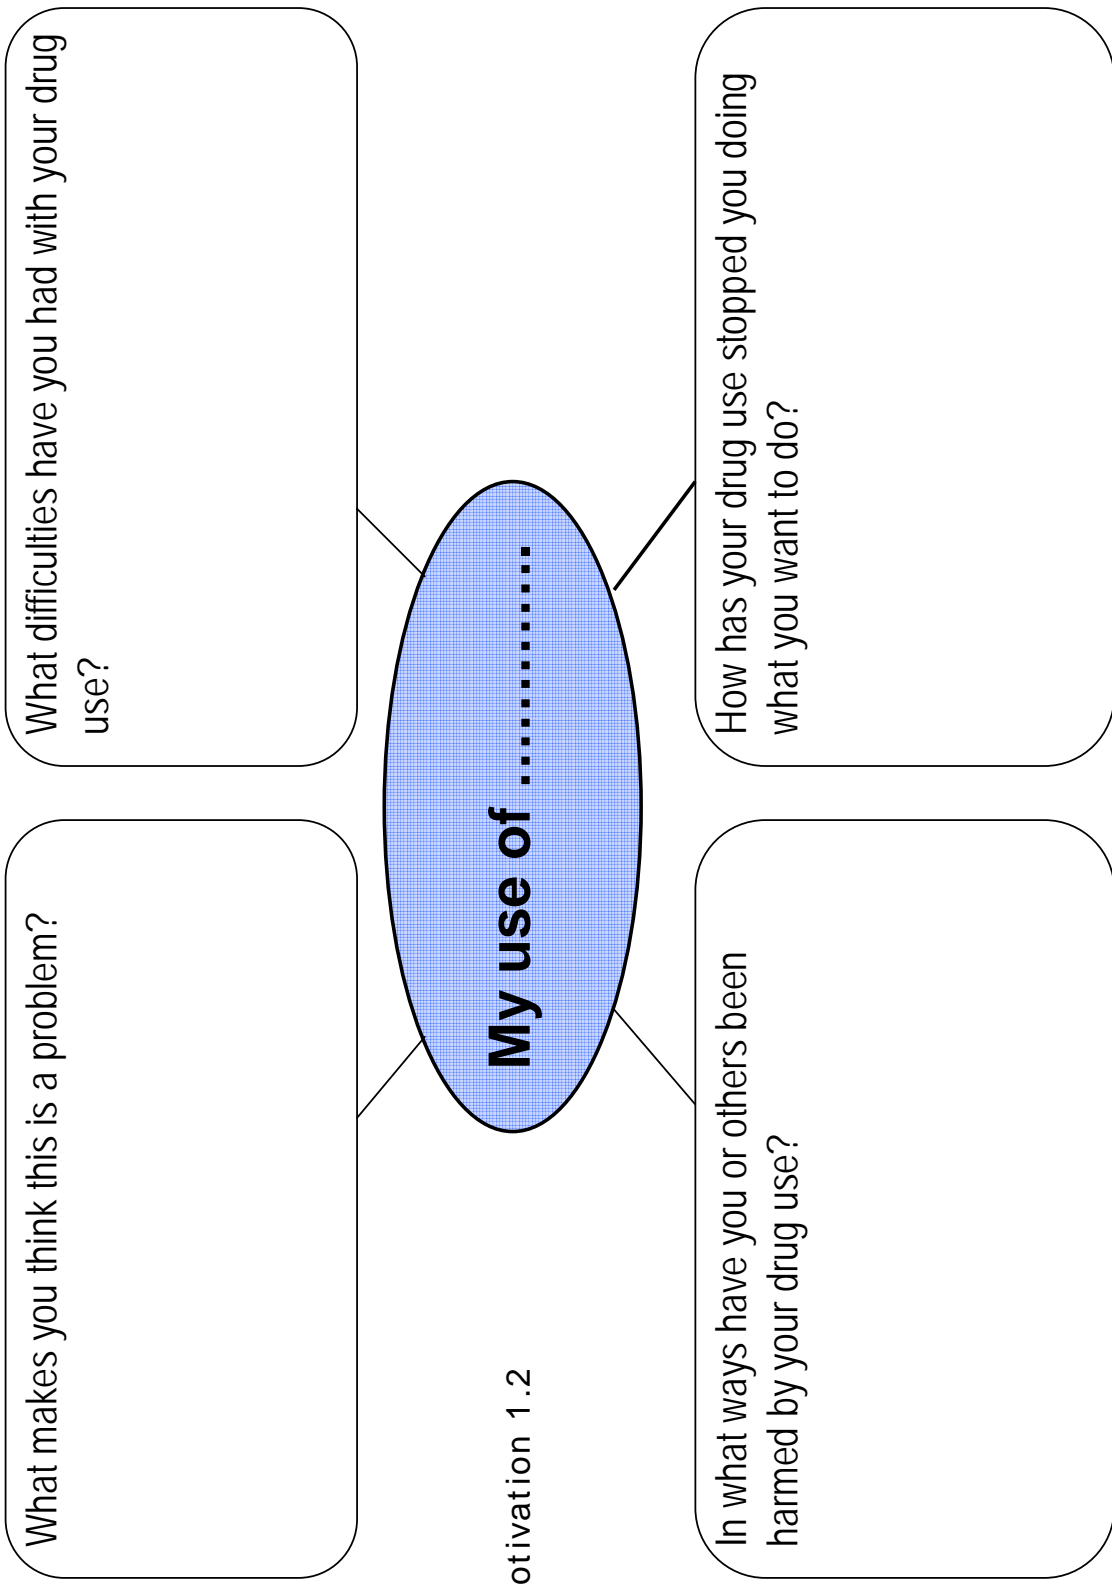 What makes you think this is a problem?
What difficulties have you had with your drug
use?
My use of .............
otivation 1.2
In what ways have you or others been
harmed by your drug use?
How has your drug use stopped you doing
what you want to do?